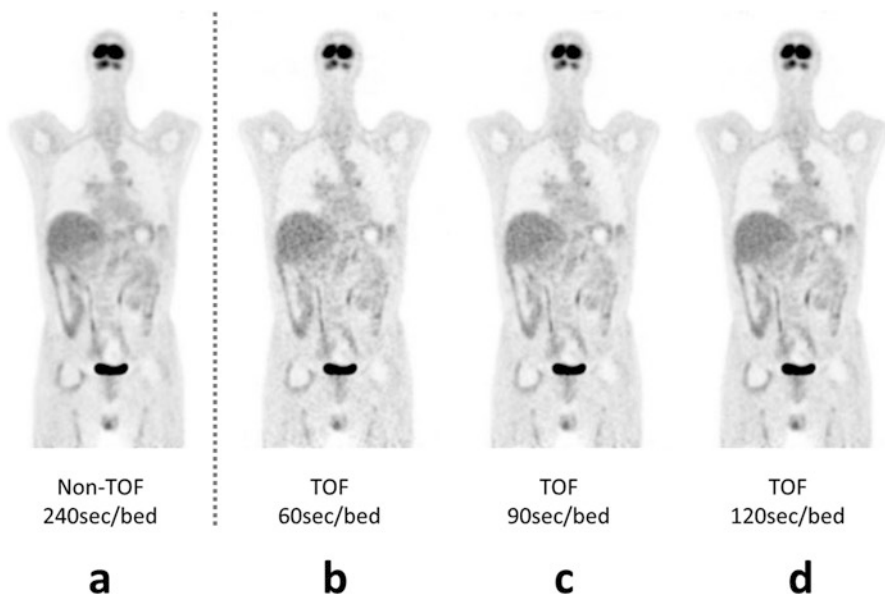 Non-TOF
240sec/bed
TOF
60sec/bed
TOF
90sec/bed
TOF
120sec/bed
a
b
c
d